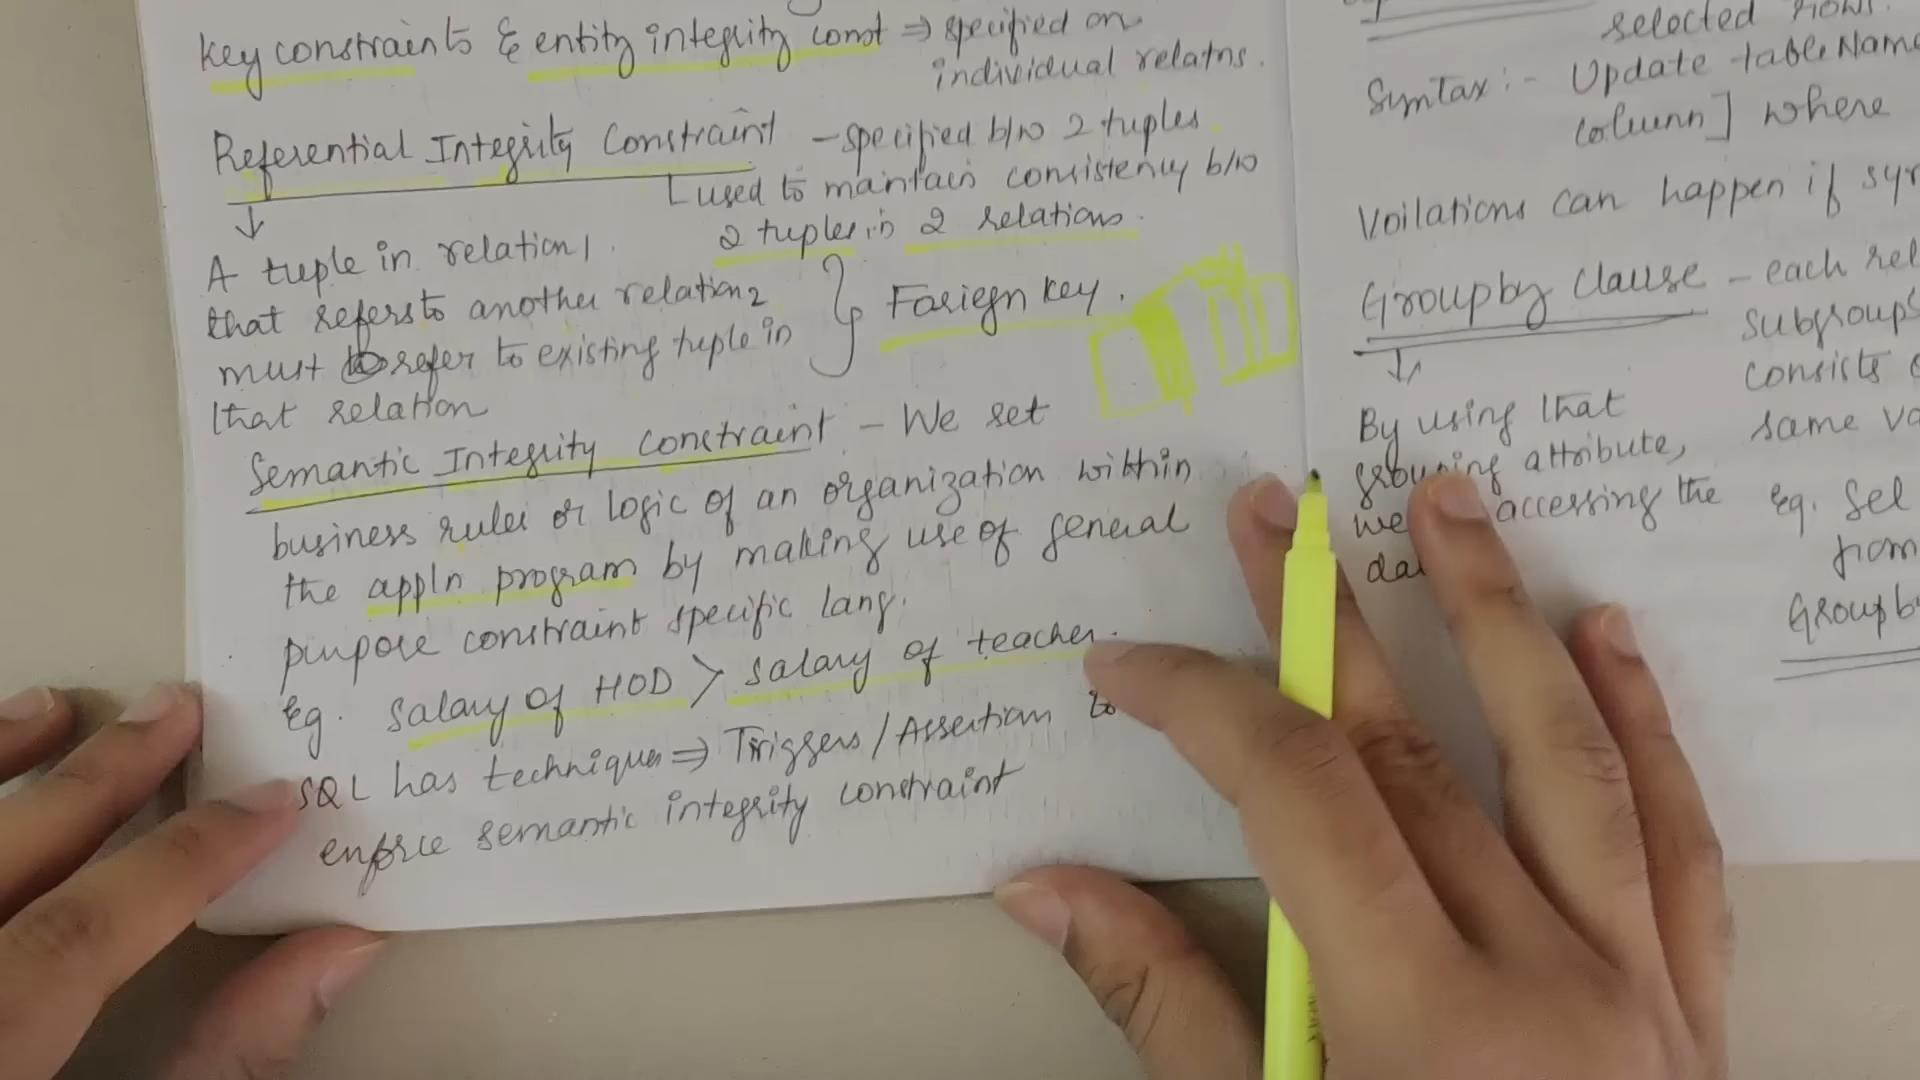 key constraints & entity integrity const ⇒ specified on
individual relatns.
Referential Integrity Constraint - specified b/w 2 tuples
used to maintain consistency b/w
2 tuples in 2 relations.
↓
A tuple in relation 1
that refers to another relation 2
must refer to existing tuple in
that relation
} Foriegn key.
Semantic Integrity constraint - We set
business rules or logic of an organization within
the appln program by making use of general
purpose constraint specific lang.
Eg. Salary of HOD > salary of teacher.
SQL has techniques ⇒ Triggers/Assertion to
enforce semantic integrity constraint
selected rows.
Syntax:- Update tableName
column] where
Voilations can happen if
Groupby Clause - each
subgroups
consists
same
↓
By using that
grouping attribute,
we accessing the
eg. Sel
from
Groupb